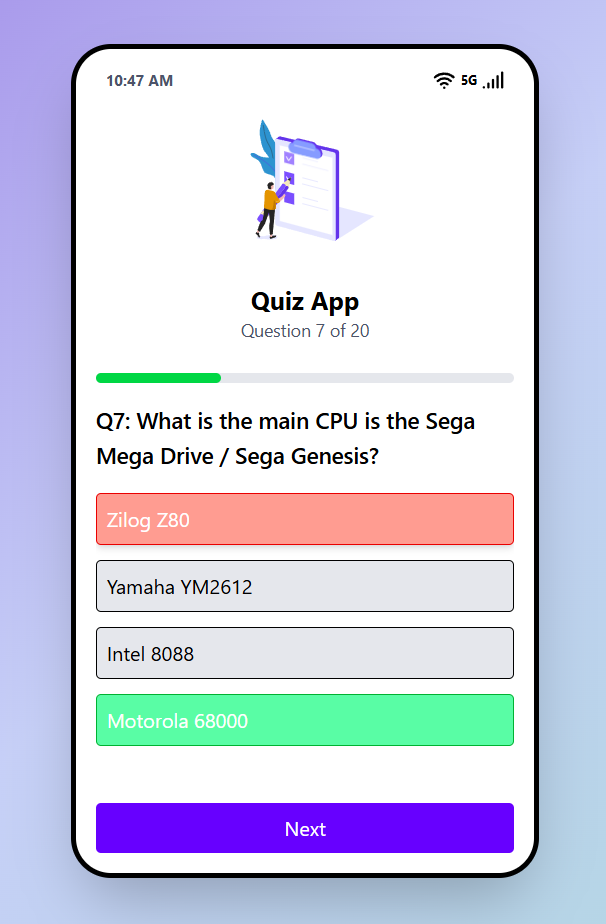 10:47 AM
5G
Quiz App
Question 7 of 20
Q7: What is the main CPU is the Sega
Mega Drive / Sega Genesis?
Zilog Z80
Yamaha YM2612
Intel 8088
Motorola 68000
Next